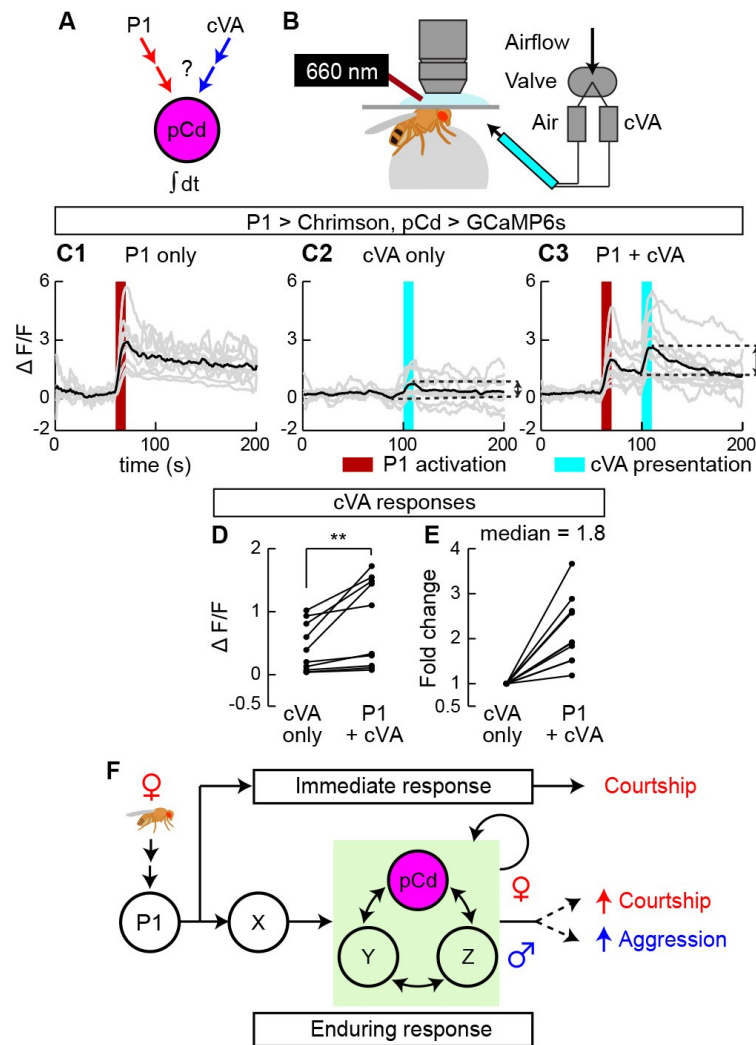 A
P1
cVA
?
pCd
∫dt
B
660 nm
Airflow
Valve
Air
cVA
P1 > Chrimson, pCd > GCaMP6s
C1 P1 only
C2 cVA only
C3 P1 + cVA
Δ F/F
6
3
0
-2
0 100 200
time (s)
6
3
0
-2
0 100 200
6
3
0
-2
0 100 200
P1 activation
cVA presentation
cVA responses
D
**
Δ F/F
2
1
0
-0.5
cVA only
P1 + cVA
E
median = 1.8
Fold change
4
3
2
1
0.5
cVA only
P1 + cVA
F
♀
Immediate response
Courtship
P1
X
pCd
Y
Z
♀
♂
Courtship
Aggression
Enduring response